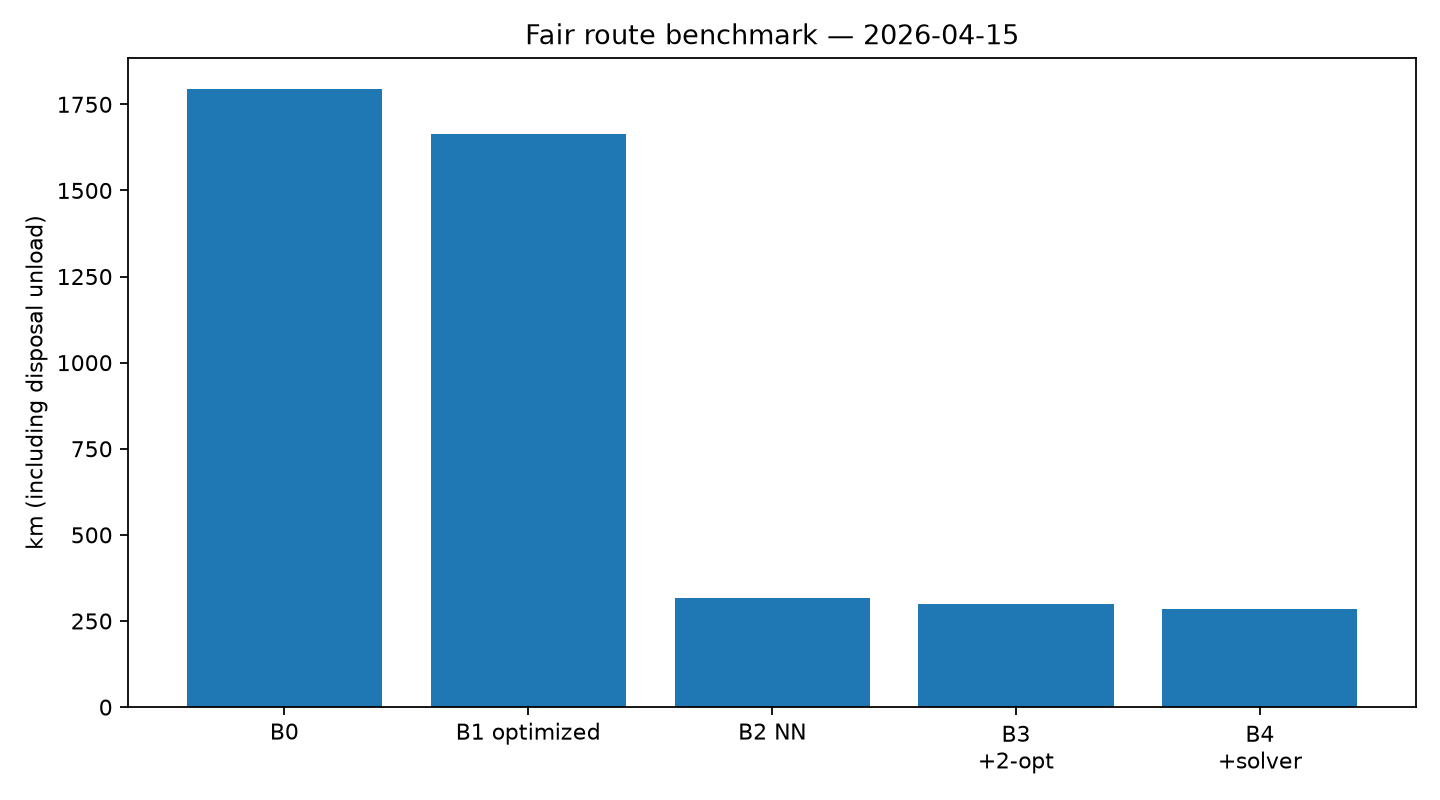 Fair route benchmark — 2026-04-15
km (including disposal unload)
1750
1500
1250
1000
750
500
250
0
B0
B1 optimized
B2 NN
B3
+2-opt
B4
+solver